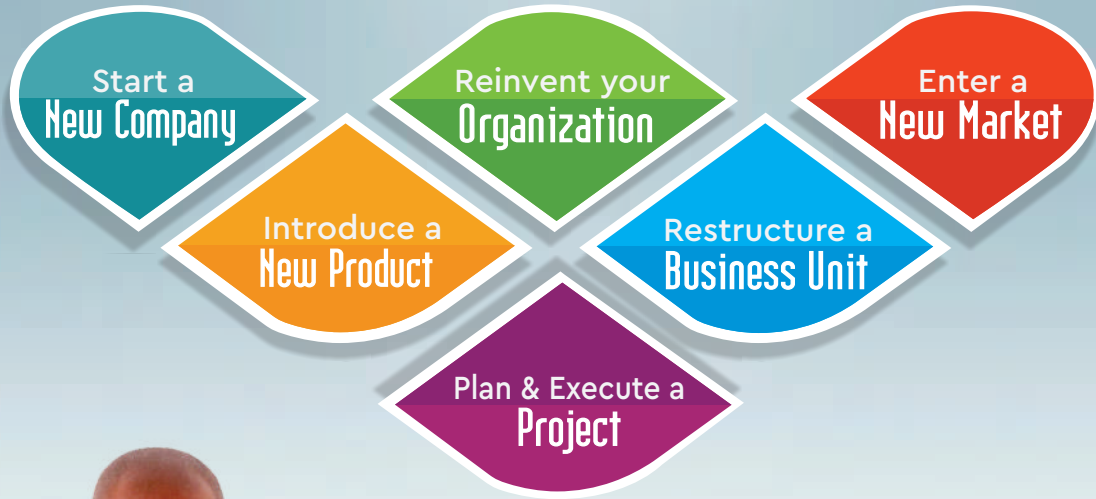 Start a
New Company
Reinvent your
Organization
Enter a
New Market
Introduce a
New Product
Restructure a
Business Unit
Plan & Execute a
Project